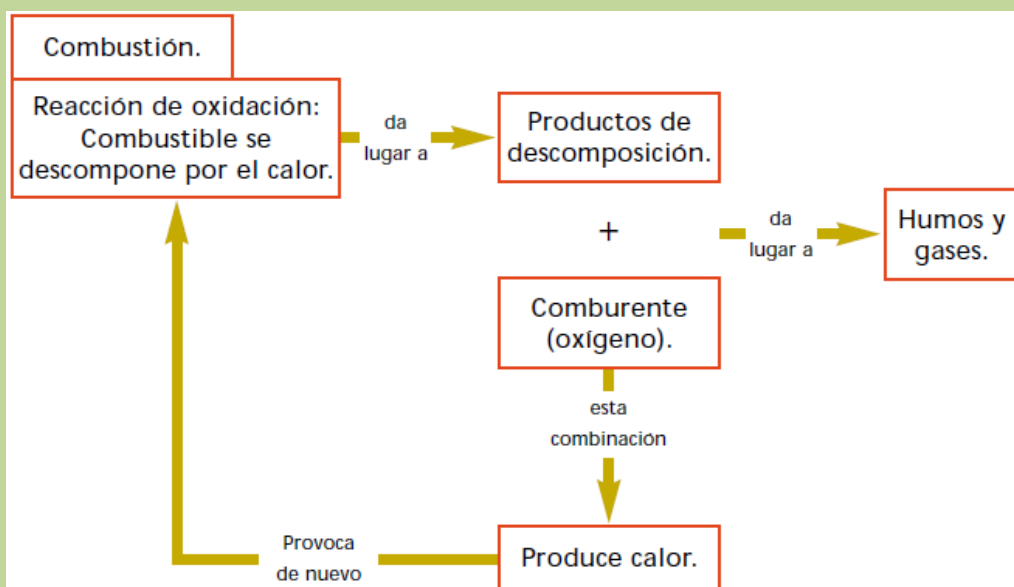 Combustión.
Reacción de oxidación:
Combustible se
descompone por el calor.
da
lugar a
Productos de
descomposición.
+
da
lugar a
Humos y
gases.
Comburente
(oxígeno).
esta
combinación
Produce calor.
Provoca
de nuevo